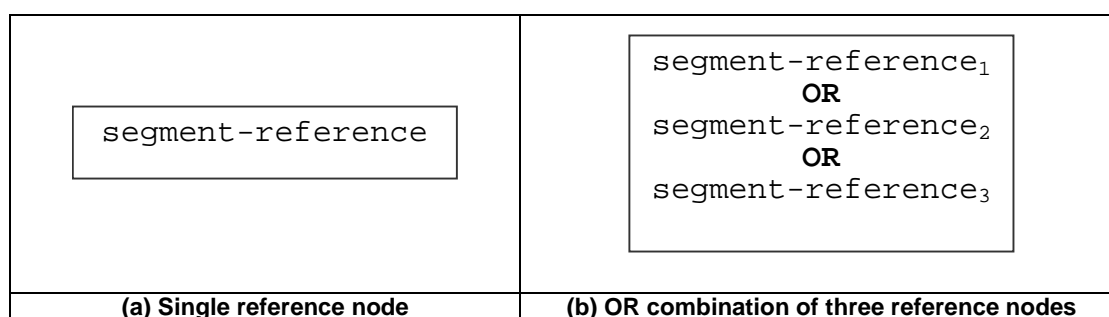 segment-reference
segment-reference₁
OR
segment-reference₂
OR
segment-reference₃
(a) Single reference node
(b) OR combination of three reference nodes